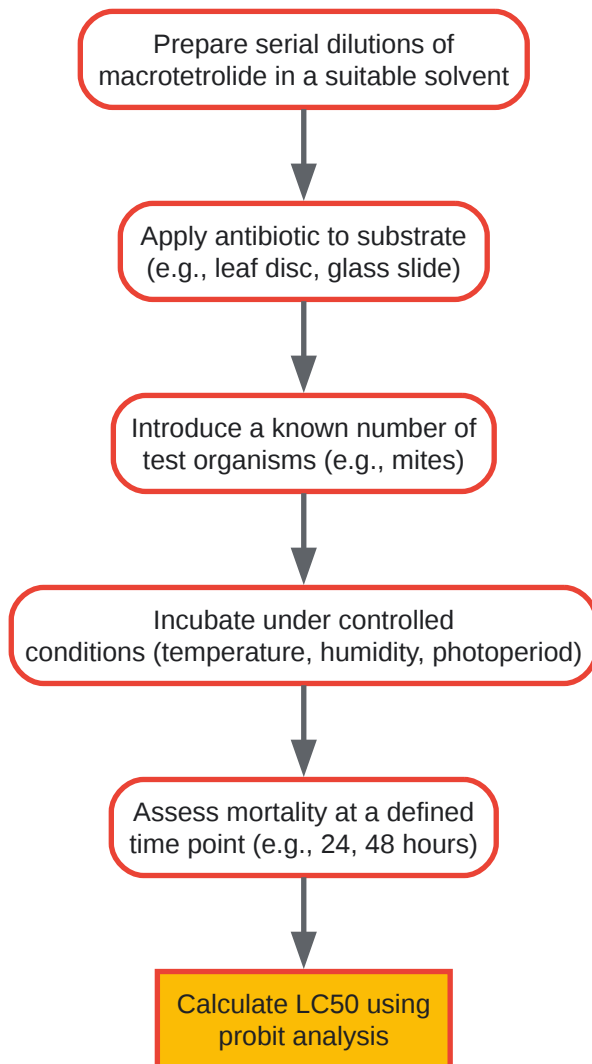 Prepare serial dilutions of
macrotetrolide in a suitable solvent
Apply antibiotic to substrate
(e.g., leaf disc, glass slide)
Introduce a known number of
test organisms (e.g., mites)
Incubate under controlled
conditions (temperature, humidity, photoperiod)
Assess mortality at a defined
time point (e.g., 24, 48 hours)
Calculate LC50 using
probit analysis